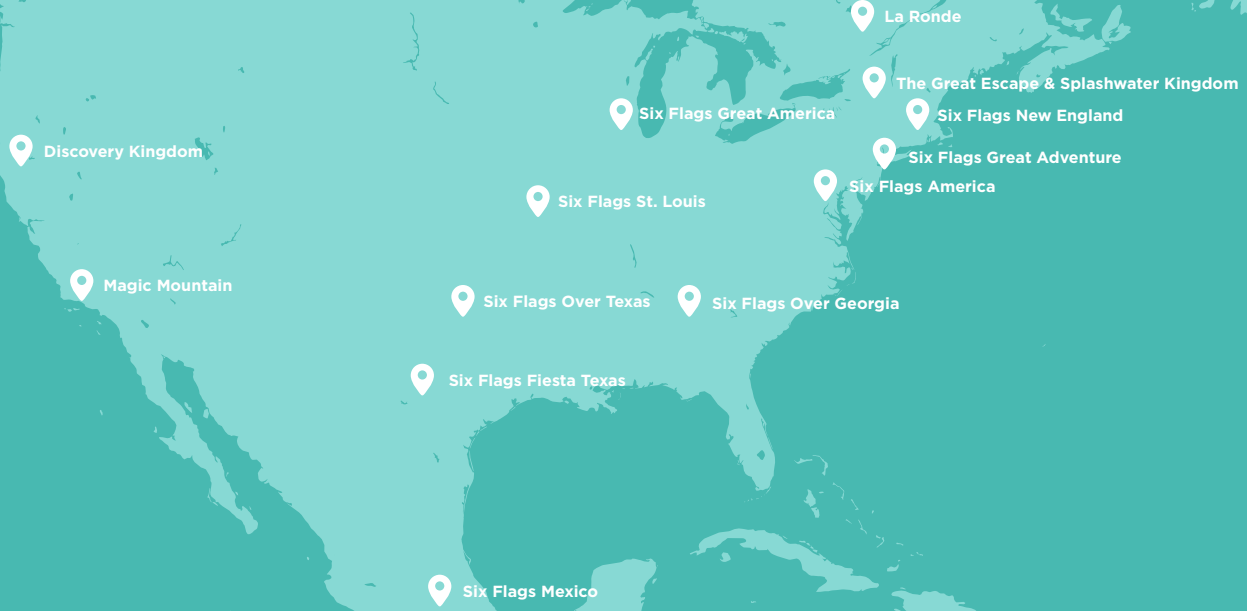 La Ronde
The Great Escape & Splashwater Kingdom
Six Flags Great America
Six Flags New England
Discovery Kingdom
Six Flags Great Adventure
Six Flags America
Six Flags St. Louis
Magic Mountain
Six Flags Over Texas
Six Flags Over Georgia
Six Flags Fiesta Texas
Six Flags Mexico